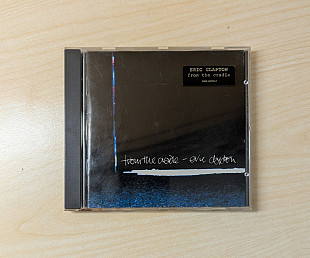 ERIC CLAPTON
from the cradle
from the cradle - eric clapton